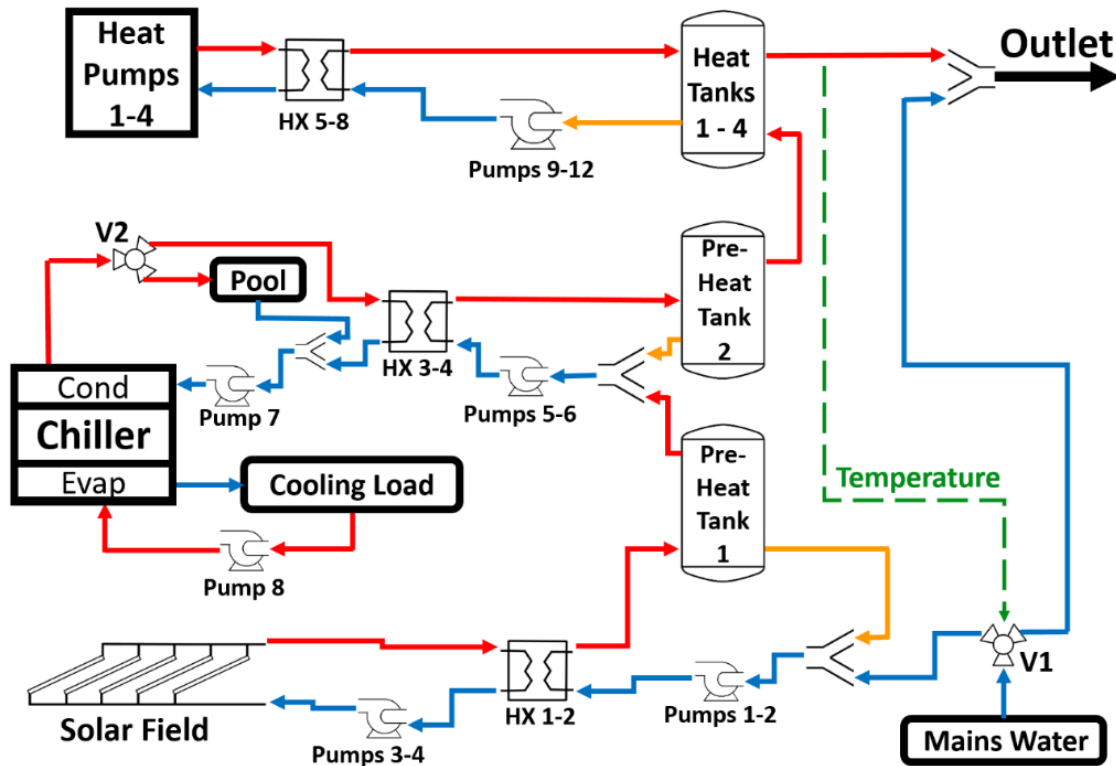 Heat
Pumps
1-4
HX 5-8
Pumps 9-12
Heat
Tanks
1 - 4
Outlet
V2
Pool
HX 3-4
Pumps 5-6
Pre-
Heat
Tank
2
Cond
Chiller
Evap
Pump 7
Cooling Load
Pump 8
Pre-
Heat
Tank
1
Temperature
Solar Field
Pumps 3-4
HX 1-2
Pumps 1-2
V1
Mains Water